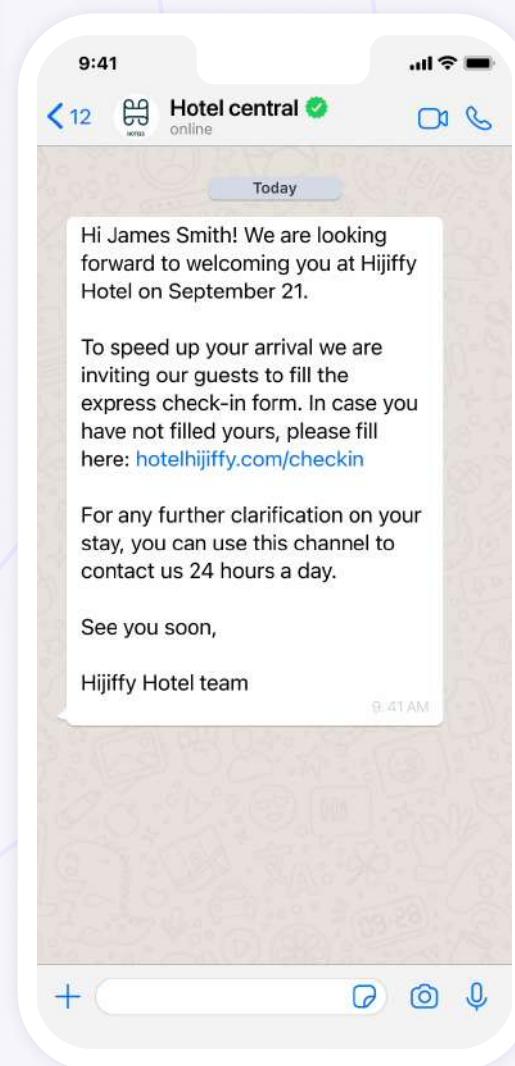 9:41
12
HOTELS
Hotel central
online
Today
Hi James Smith! We are looking
forward to welcoming you at Hijiffy
Hotel on September 21.
To speed up your arrival we are
inviting our guests to fill the
express check-in form. In case you
have not filled yours, please fill
here: hotelhijiffy.com/checkin
For any further clarification on your
stay, you can use this channel to
contact us 24 hours a day.
See you soon,
Hijiffy Hotel team
9:41 AM
09:28